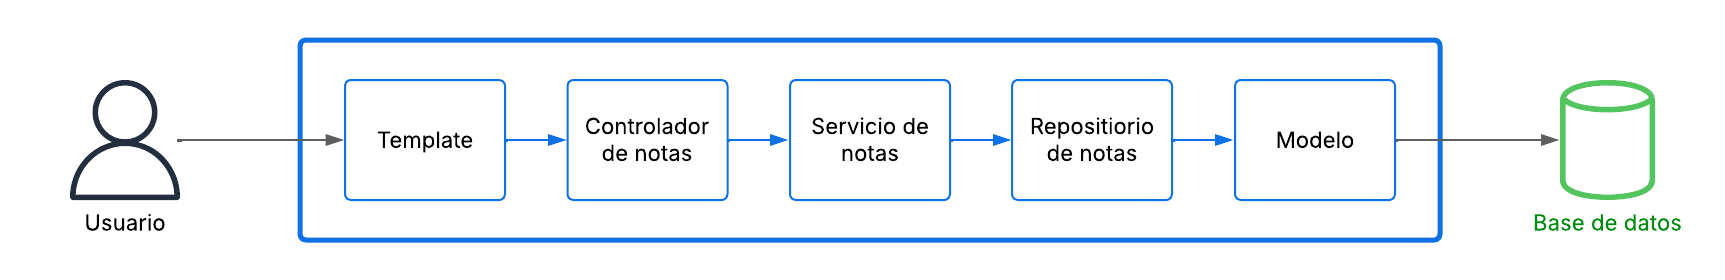 Usuario
Template
Controlador
de notas
Servicio de
notas
Repositiorio
de notas
Modelo
Base de datos